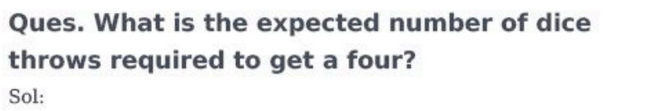 Ques. What is the expected number of dice
throws required to get a four?
Sol: